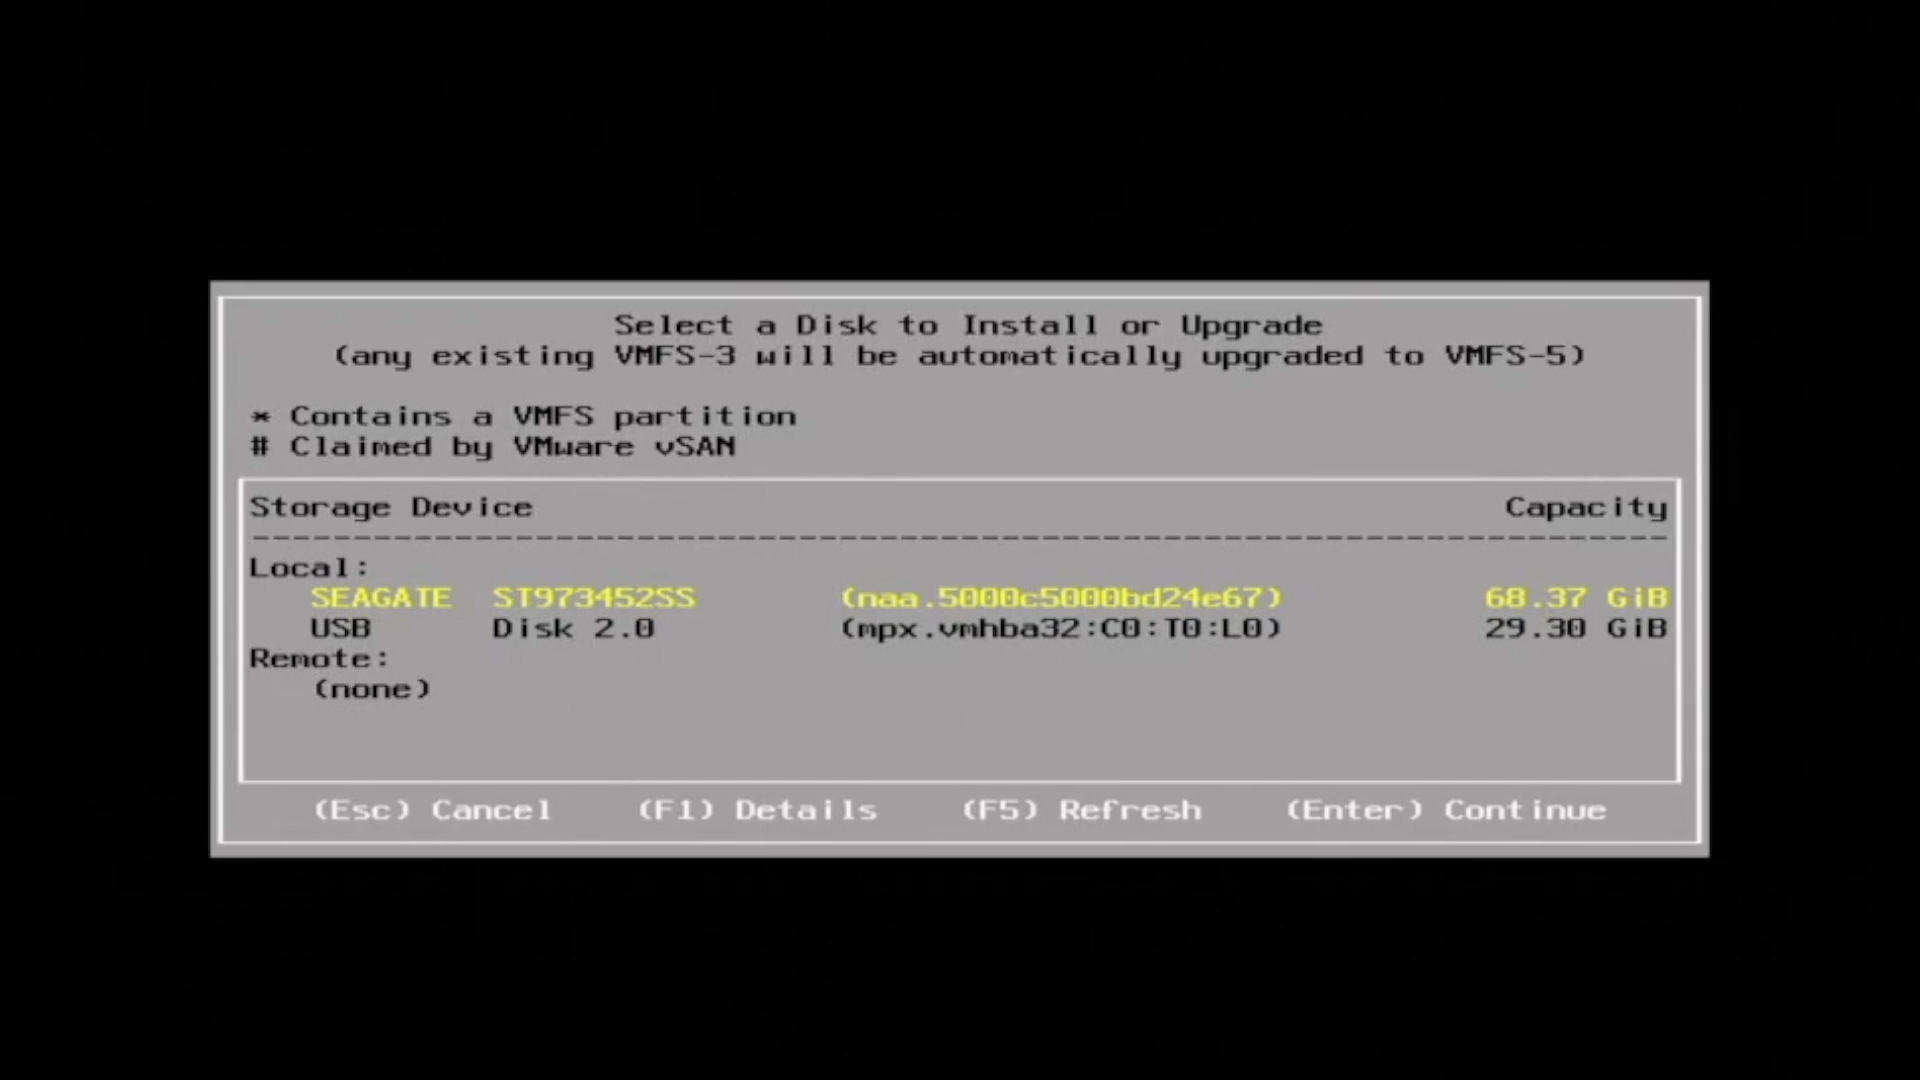 Select a Disk to Install or Upgrade
(any existing VMFS-3 will be automatically upgraded to VMFS-5)
* Contains a VMFS partition
# Claimed by VMware vSAN
Storage Device Capacity
----------------------------------------------------------------------
Local:
SEAGATE ST973452SS (naa.5000c5000bd24e67) 68.37 GiB
USB Disk 2.0 (mpx.vmhba32:C0:T0:L0) 29.30 GiB
Remote:
(none)
(Esc) Cancel (F1) Details (F5) Refresh (Enter) Continue